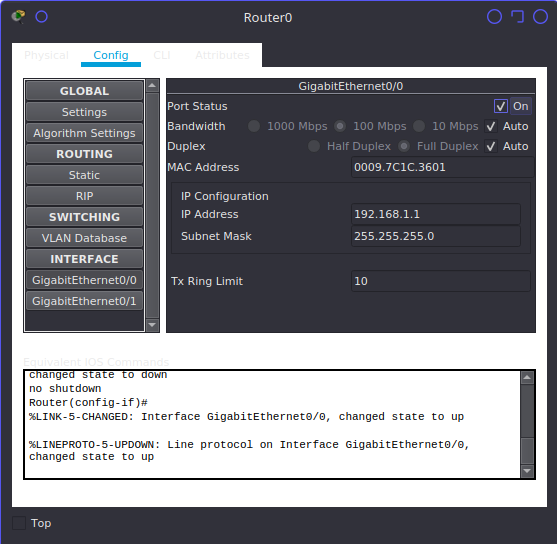 Router0
Physical Config CLI Attributes
GLOBAL
Settings
Algorithm Settings
ROUTING
Static
RIP
SWITCHING
VLAN Database
INTERFACE
GigabitEthernet0/0
GigabitEthernet0/1
GigabitEthernet0/0
Port Status On
Bandwidth 1000 Mbps 100 Mbps 10 Mbps Auto
Duplex Half Duplex Full Duplex Auto
MAC Address 0009.7C1C.3601
IP Configuration
IP Address 192.168.1.1
Subnet Mask 255.255.255.0
Tx Ring Limit 10
Equivalent IOS Commands
changed state to down
no shutdown
Router(config-if)#
%LINK-5-CHANGED: Interface GigabitEthernet0/0, changed state to up
%LINEPROTO-5-UPDOWN: Line protocol on Interface GigabitEthernet0/0,
changed state to up
Top